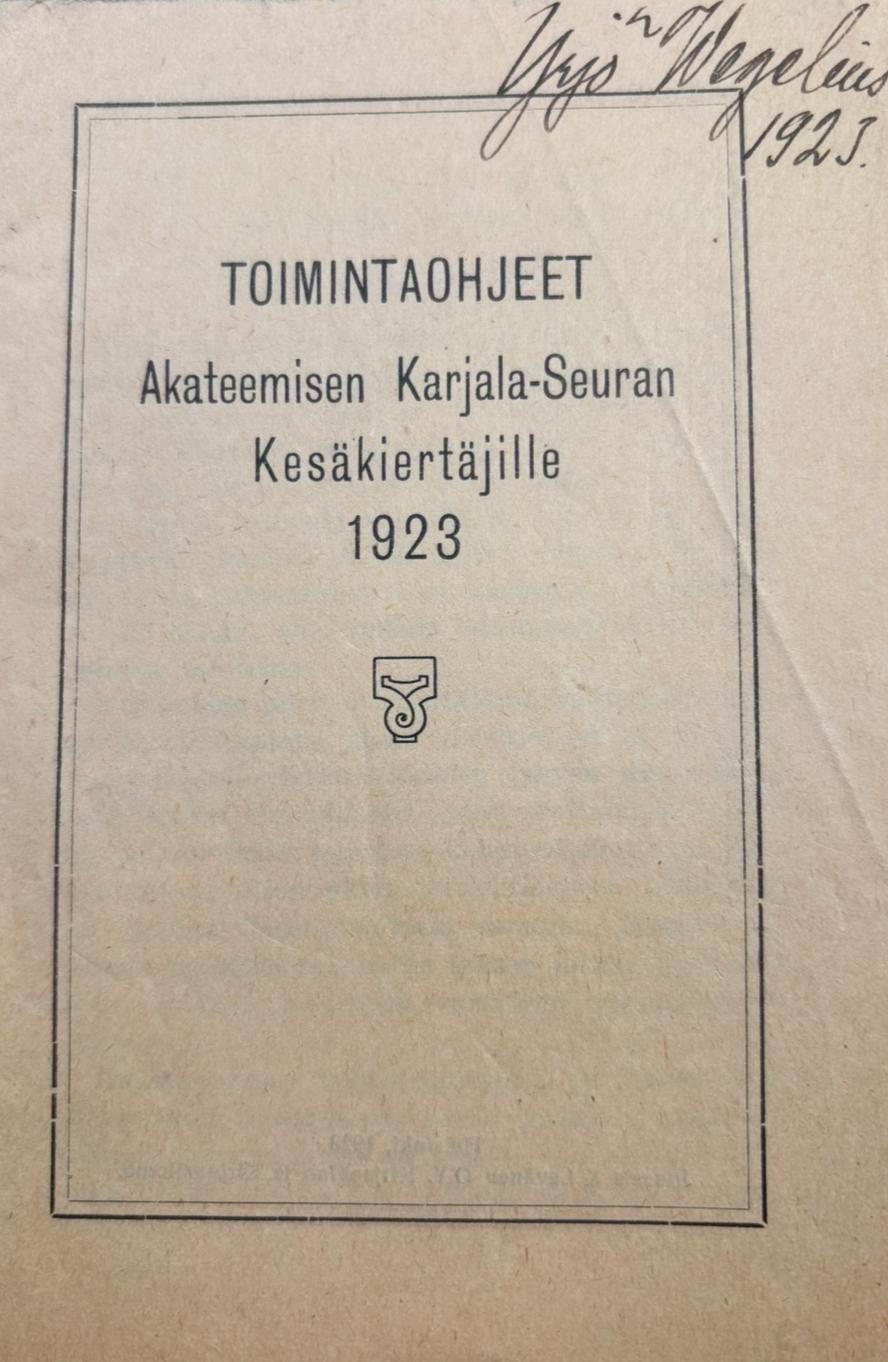 Yrjö Wegelius
1923.
TOIMINTAOHJEET
Akateemisen Karjala-Seuran
Kesäkiertäjille
1923